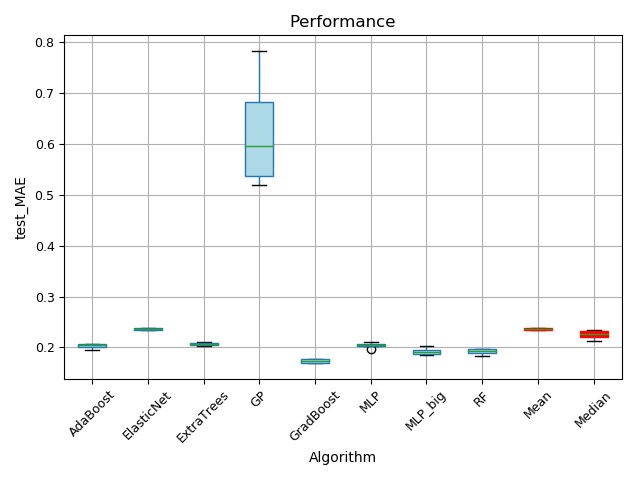 Performance
0.8
0.7
0.6
0.5
0.4
0.3
0.2
test_MAE
AdaBoost
ElasticNet
ExtraTrees
GP
GradBoost
MLP
MLP_big
RF
Mean
Median
Algorithm